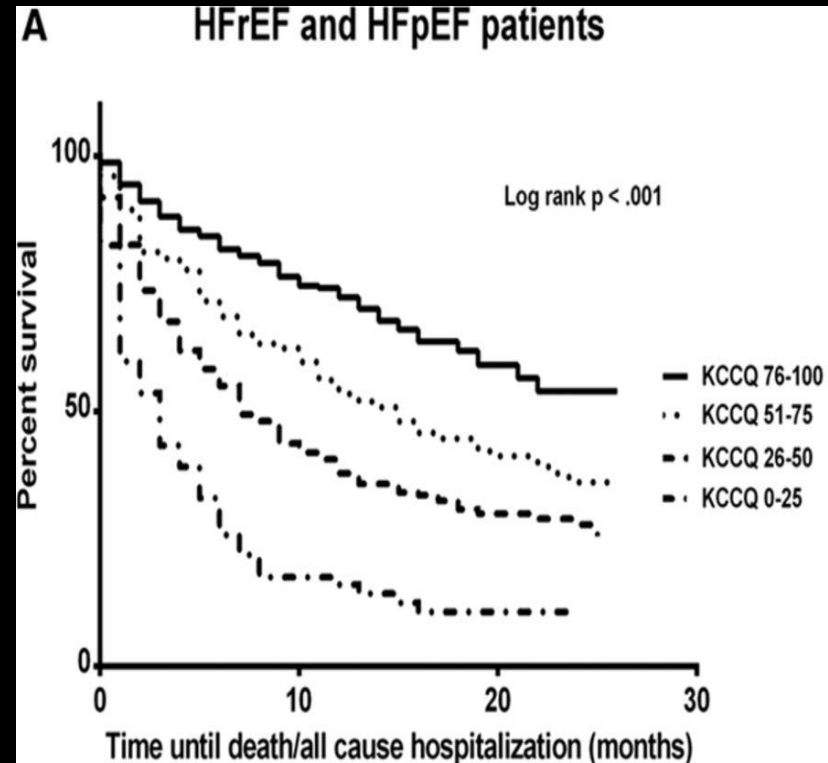 A
HFrEF and HFpEF patients
100
50
0
Percent survival
Log rank p < .001
KCCQ 76-100
KCCQ 51-75
KCCQ 26-50
KCCQ 0-25
0 10 20 30
Time until death/all cause hospitalization (months)